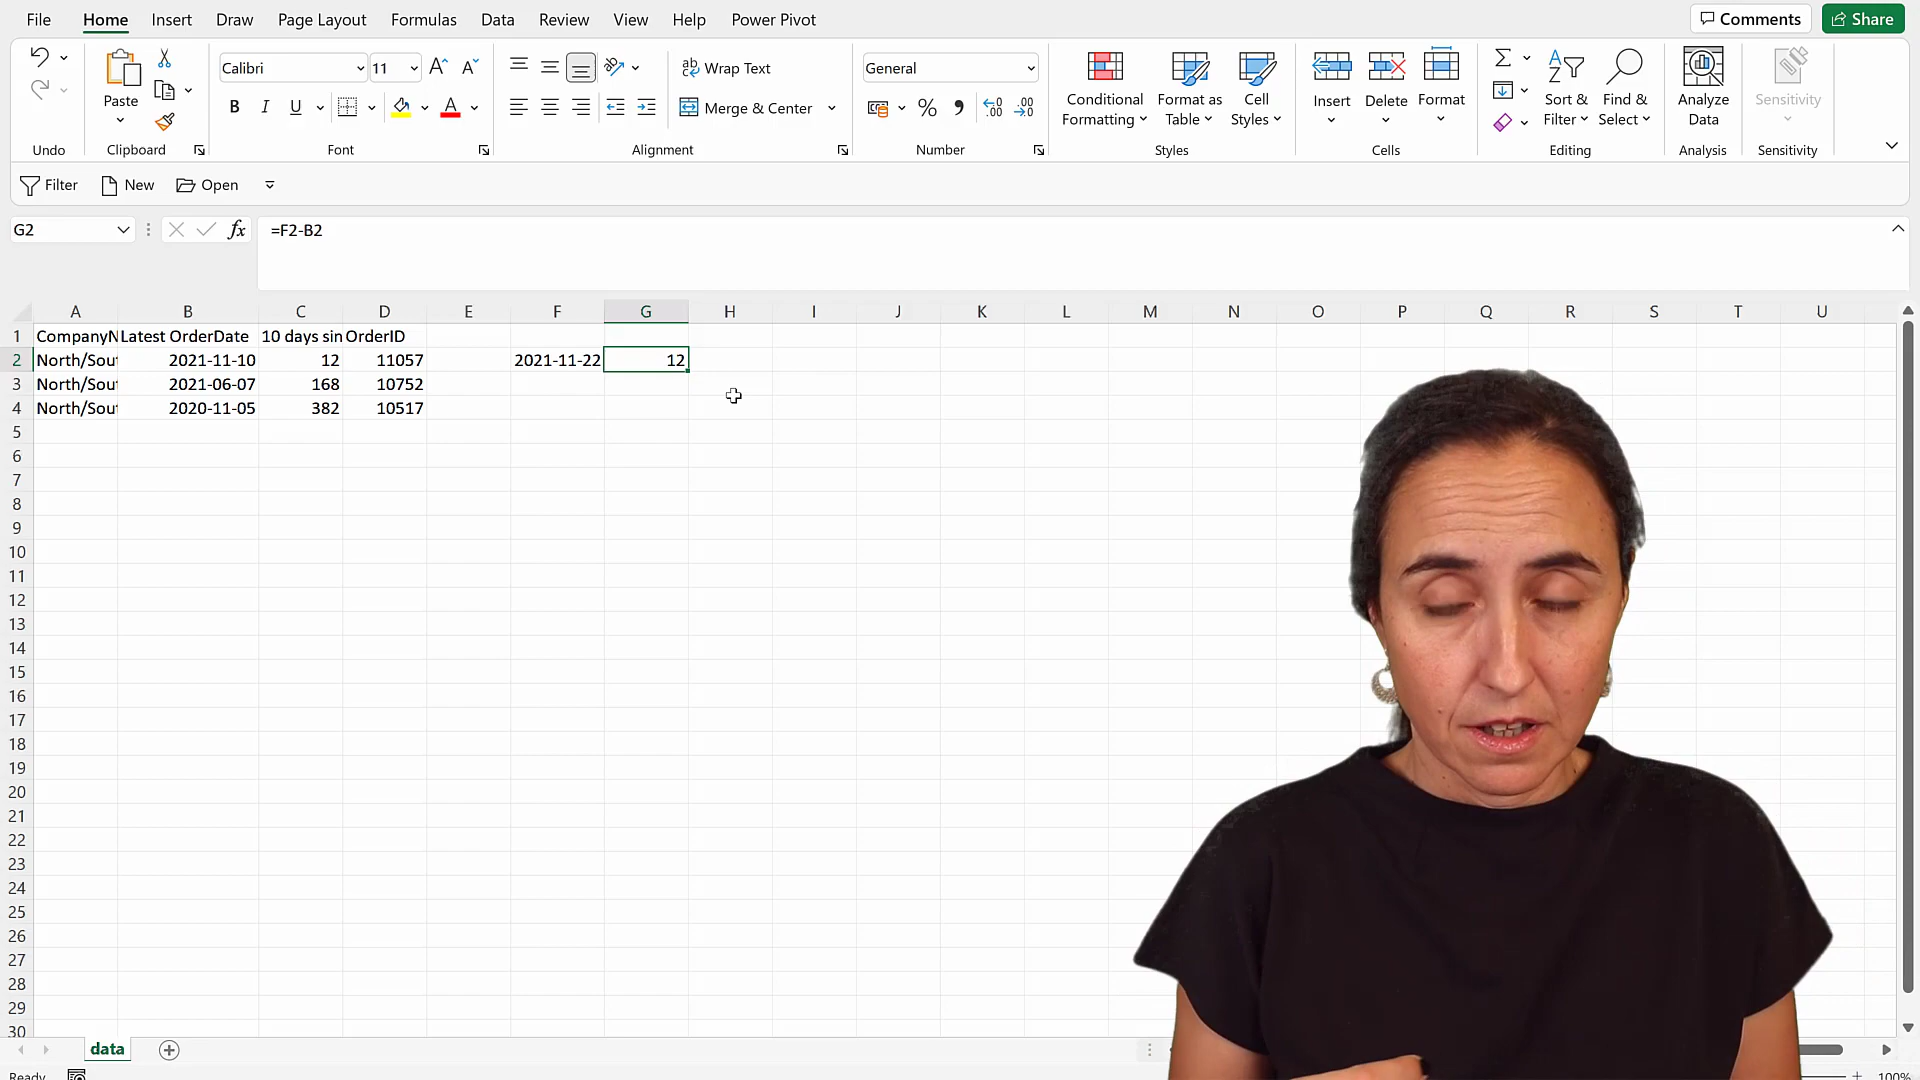 File Home Insert Draw Page Layout Formulas Data Review View Help Power Pivot Comments Share
Calibri 11 A A ab Wrap Text General
Paste B I U A Merge & Center % Conditional Formatting Format as Table Cell Styles Insert Delete Format Sort & Filter Find & Select Analyze Data Sensitivity
Undo Clipboard Font Alignment Number Styles Cells Editing Analysis Sensitivity
Filter New Open
G2 fx =F2-B2
A B C D E F G H I J K L M N O P Q R S T U
1 CompanyN Latest OrderDate 10 days sin OrderID
2 North/Sou 2021-11-10 12 11057 2021-11-22 12
3 North/Sou 2021-06-07 168 10752
4 North/Sou 2020-11-05 382 10517
5
6
7
8
9
10
11
12
13
14
15
16
17
18
19
20
21
22
23
24
25
26
27
28
29
30
data
Ready 100%